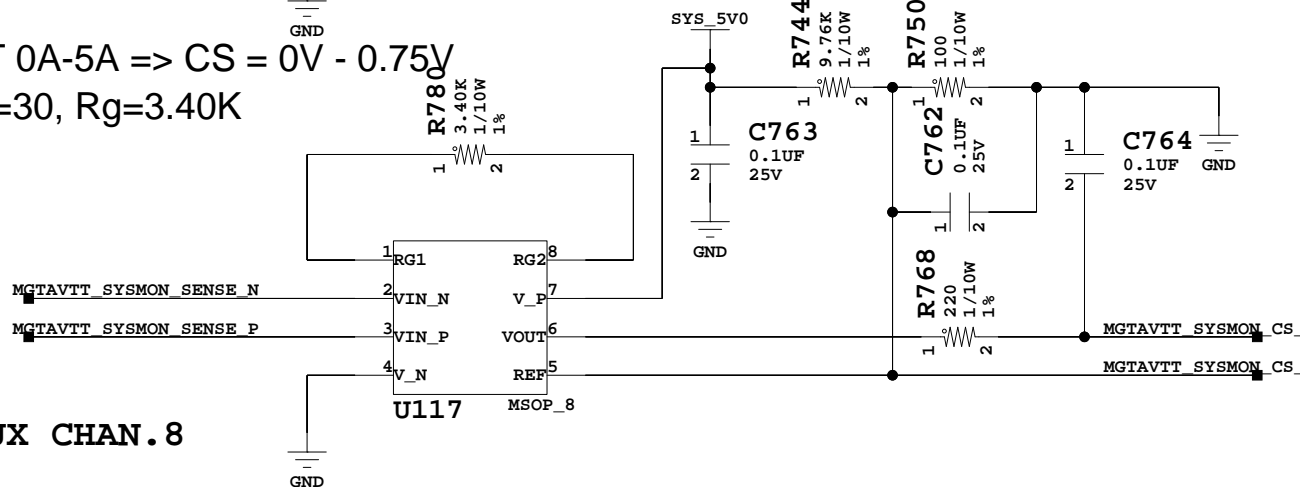 GND
SYS_5V0
T 0A-5A => CS = 0V - 0.75V
=30, Rg=3.40K
R780
3.40K
1/10W
1%
1
2
R744
9.76K
1/10W
1%
1
2
R750
100
1/10W
1%
1
2
C763
0.1UF
25V
1
2
GND
C762
0.1UF
25V
1
2
C764
0.1UF
25V
1
2
GND
R768
220
1/10W
1%
1
2
1
RG1
RG2
8
MGTAVTT_SYSMON_SENSE_N
2
VIN_N
V_P
7
MGTAVTT_SYSMON_SENSE_P
3
VIN_P
VOUT
6
MGTAVTT_SYSMON_CS_
4
V_N
REF
5
MGTAVTT_SYSMON_CS_
U117
MSOP_8
UX CHAN.8
GND